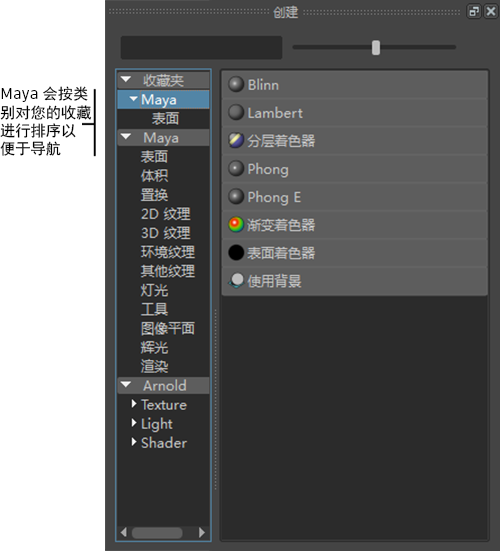 创建
Maya 会按类
别对您的收藏
进行排序以
便于导航
收藏夹
Maya
表面
Maya
表面
体积
置换
2D 纹理
3D 纹理
环境纹理
其他纹理
灯光
工具
图像平面
辉光
渲染
Arnold
Texture
Light
Shader
Blinn
Lambert
分层着色器
Phong
Phong E
渐变着色器
表面着色器
使用背景